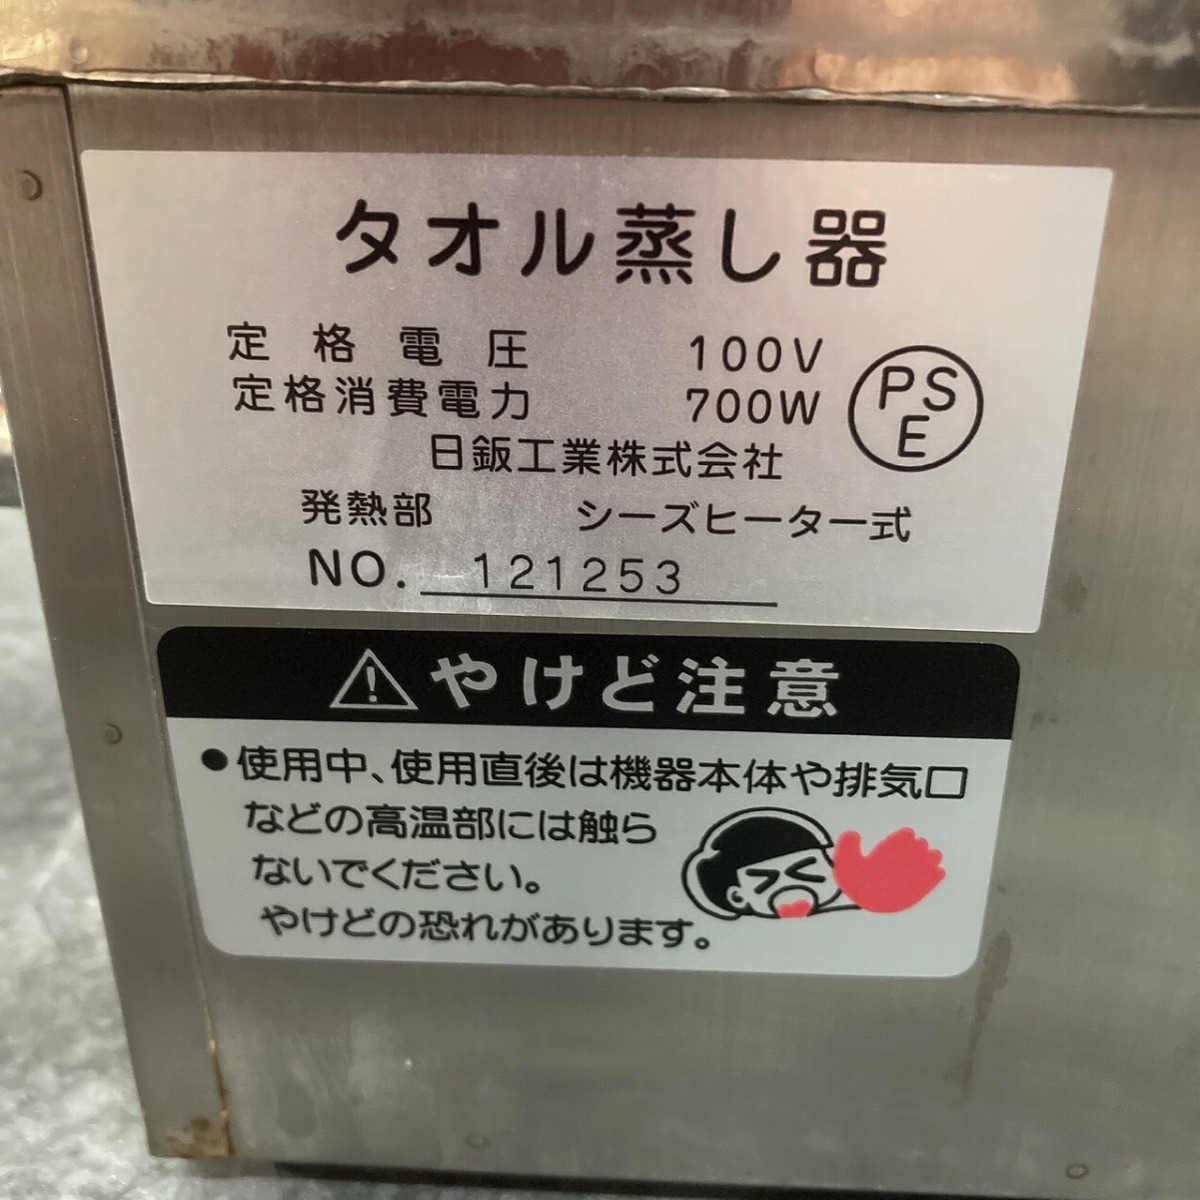 タオル蒸し器
定格電圧 100V
定格消費電力 700W
PSE
日鈑工業株式会社
発熱部 シーズヒーター式
NO. 121253
やけど注意
●使用中、使用直後は機器本体や排気口
などの高温部には触ら
ないでください。
やけどの恐れがあります。